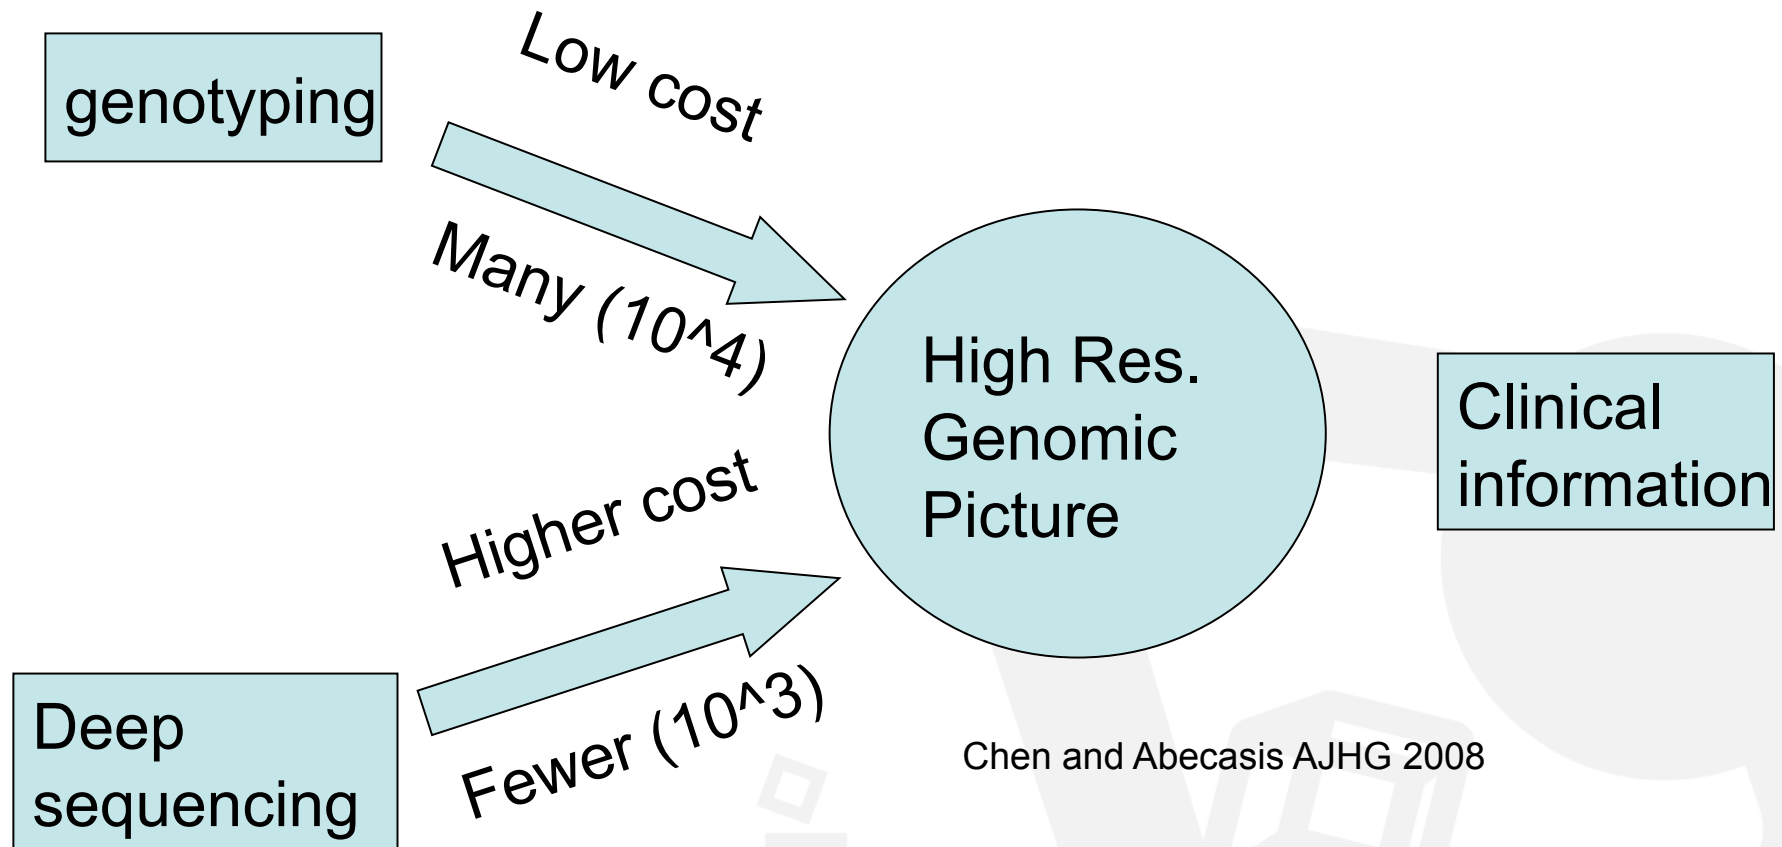 genotyping
Low cost
Many (10^4)
High Res.
Genomic
Picture
Clinical
information
Higher cost
Fewer (10^3)
Deep
sequencing
Chen and Abecasis AJHG 2008